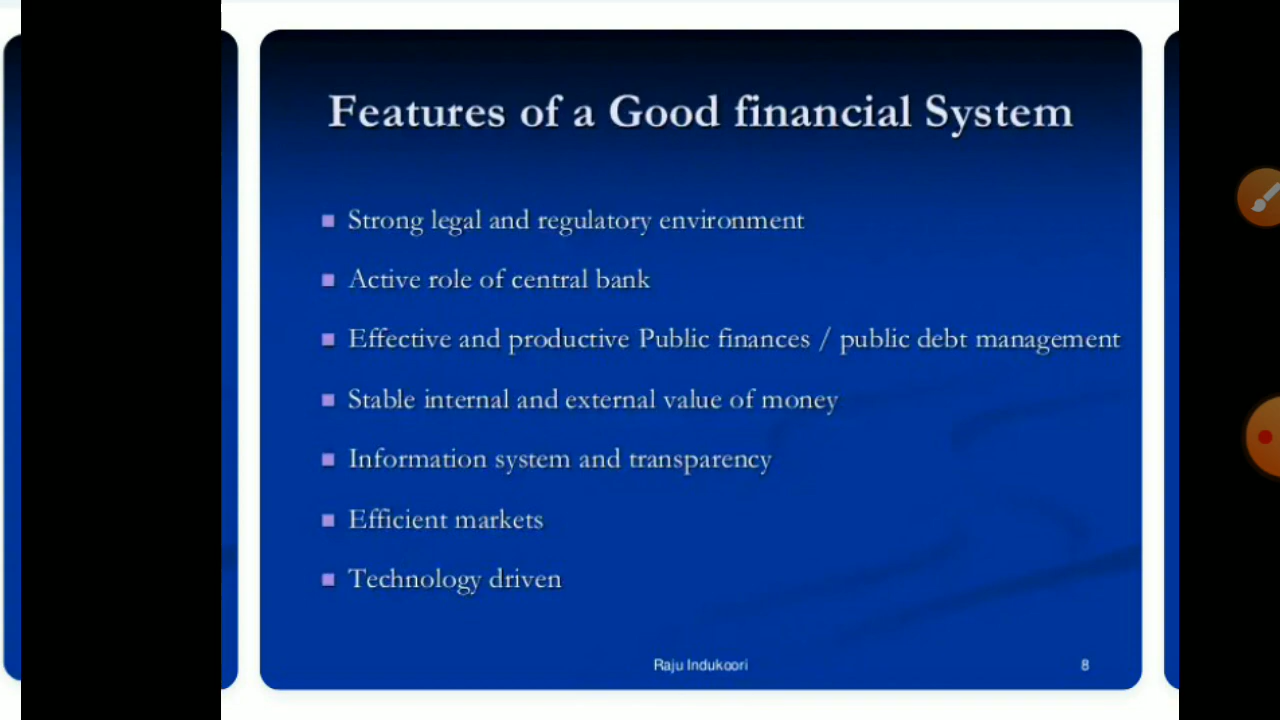 Features of a Good financial System
Strong legal and regulatory environment
Active role of central bank
Effective and productive Public finances / public debt management
Stable internal and external value of money
Information system and transparency
Efficient markets
Technology driven
Raju Indukoori
8